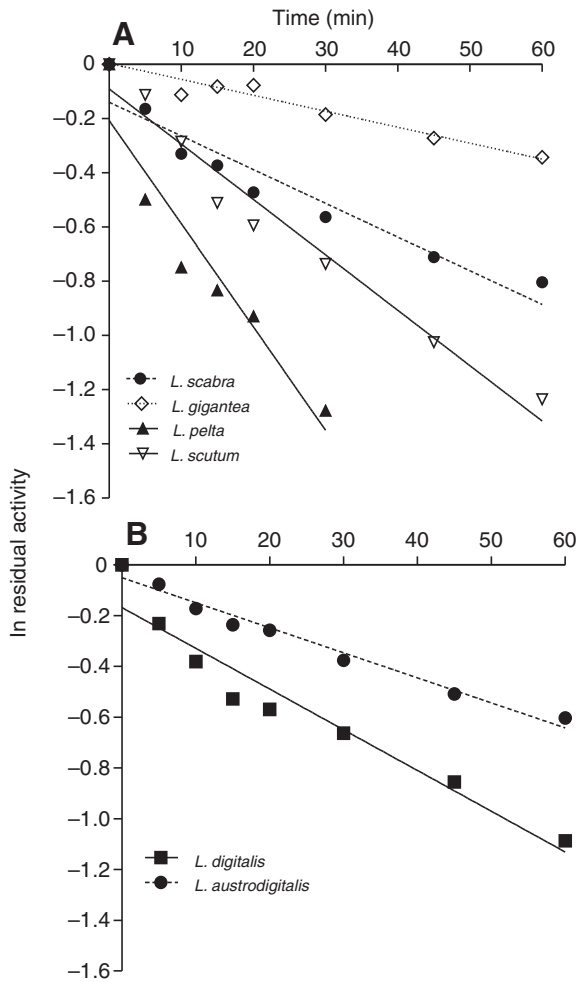 Time (min)
A
10 20 30 40 50 60
0
–0.2
–0.4
–0.6
–0.8
–1.0
–1.2
–1.4
–1.6
L. scabra
L. gigantea
L. pelta
L. scutum
ln residual activity
B
10 20 30 40 50 60
0
–0.2
–0.4
–0.6
–0.8
–1.0
–1.2
–1.4
–1.6
L. digitalis
L. austrodigitalis